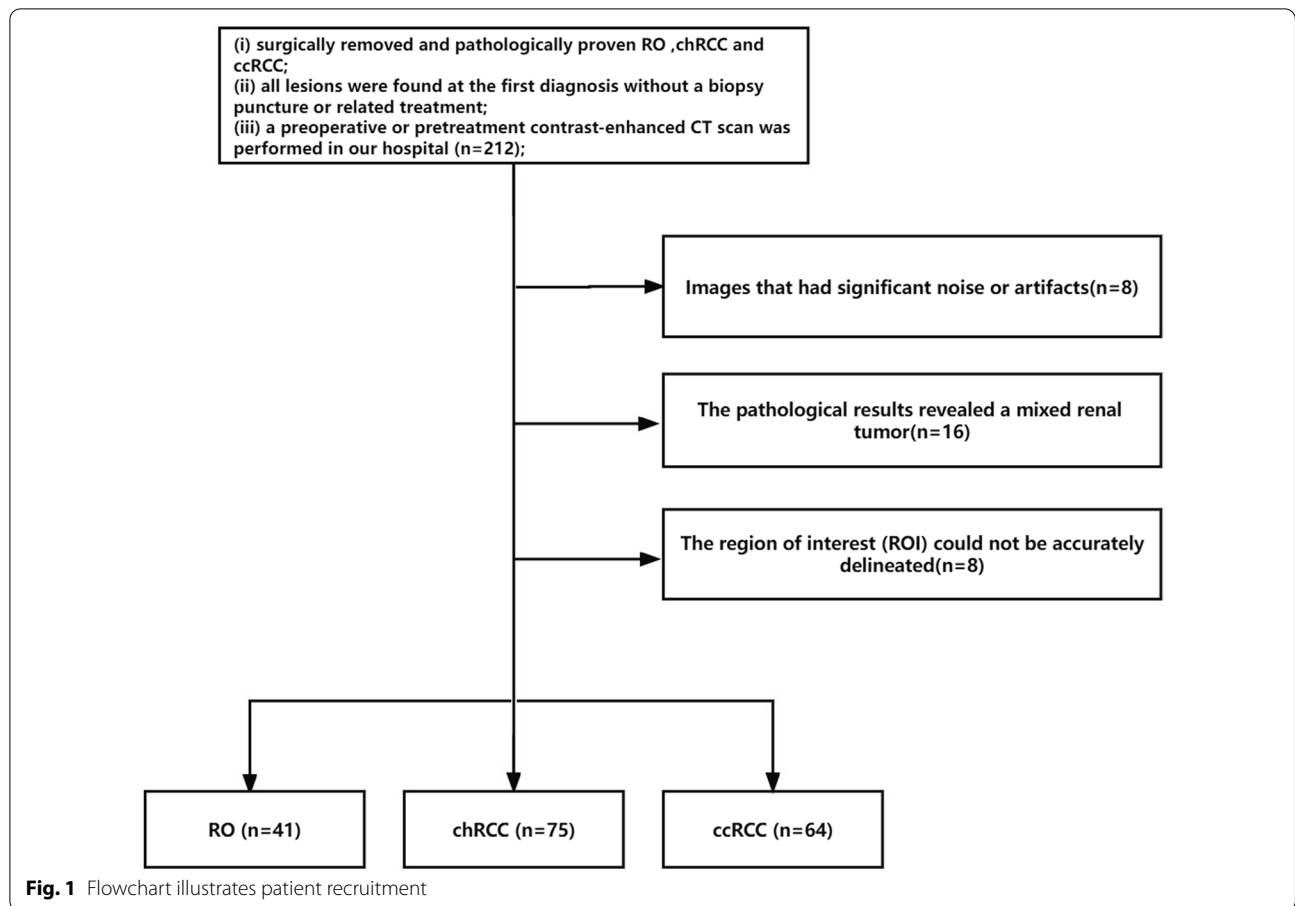 (i) surgically removed and pathologically proven RO ,chRCC and
ccRCC;
(ii) all lesions were found at the first diagnosis without a biopsy
puncture or related treatment;
(iii) a preoperative or pretreatment contrast-enhanced CT scan was
performed in our hospital (n=212);
Images that had significant noise or artifacts(n=8)
The pathological results revealed a mixed renal
tumor(n=16)
The region of interest (ROI) could not be accurately
delineated(n=8)
RO (n=41)
chRCC (n=75)
ccRCC (n=64)
Fig. 1 Flowchart illustrates patient recruitment